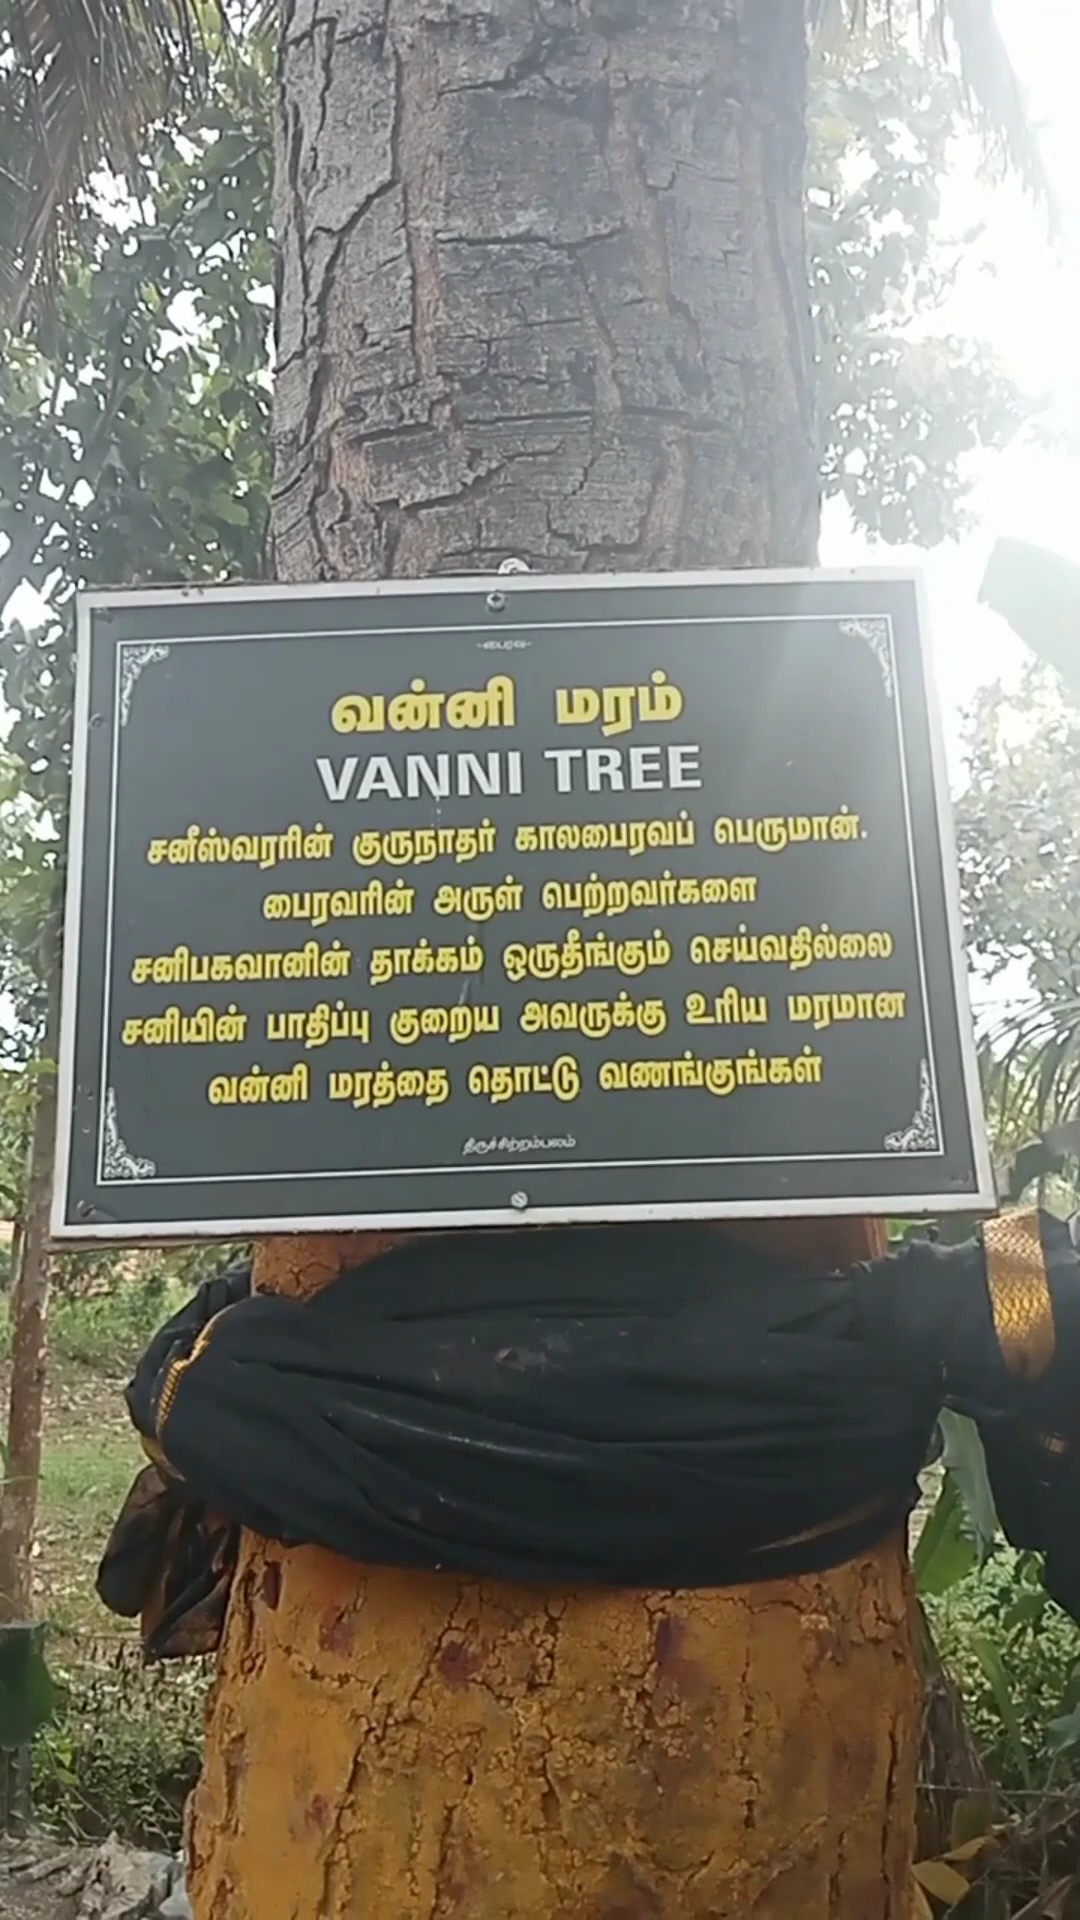 -பைரவ-
வன்னி மரம்
VANNI TREE
சனீஸ்வரரின் குருநாதர் காலபைரவப் பெருமான்.
பைரவரின் அருள் பெற்றவர்களை
சனிபகவானின் தாக்கம் ஒருதீங்கும் செய்வதில்லை
சனியின் பாதிப்பு குறைய அவருக்கு உரிய மரமான
வன்னி மரத்தை தொட்டு வணங்குங்கள்
திருச்சிற்றம்பலம்